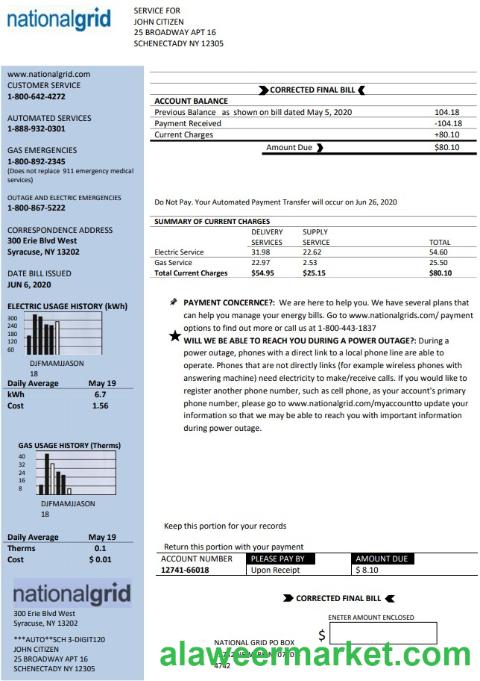 nationalgrid
SERVICE FOR
JOHN CITIZEN
25 BROADWAY APT 16
SCHENECTADY NY 12305
www.nationalgrid.com
CUSTOMER SERVICE
1-800-642-4272
AUTOMATED SERVICES
1-888-932-0301
GAS EMERGENCIES
1-800-892-2345
(Does not replace 911 emergency medical
services)
OUTAGE AND ELECTRIC EMERGENCIES
1-800-867-5222
CORRESPONDENCE ADDRESS
300 Erie Blvd West
Syracuse, NY 13202
DATE BILL ISSUED
JUN 6, 2020
ELECTRIC USAGE HISTORY (kWh)
300
240
180
120
60
DJFMAMJJASON
18
Daily Average May 19
kWh 6.7
Cost 1.56
GAS USAGE HISTORY (Therms)
40
32
24
16
8
DJFMAMJJASON
18
Daily Average May 19
Therms 0.1
Cost $ 0.01
nationalgrid
300 Erie Blvd West
Syracuse, NY 13202
***AUTO**SCH 3-DIGIT120
JOHN CITIZEN
25 BROADWAY APT 16
SCHENECTADY NY 12305
CORRECTED FINAL BILL
ACCOUNT BALANCE
Previous Balance as shown on bill dated May 5, 2020 104.18
Payment Received -104.18
Current Charges +80.10
Amount Due $80.10
Do Not Pay. Your Automated Payment Transfer will occur on Jun 26, 2020
SUMMARY OF CURRENT CHARGES
DELIVERY SUPPLY
SERVICES SERVICE TOTAL
Electric Service 31.98 22.62 54.60
Gas Service 22.97 2.53 25.50
Total Current Charges $54.95 $25.15 $80.10
PAYMENT CONCERNCE?: We are here to help you. We have several plans that
can help you manage your energy bills. Go to www.nationalgrids.com/ payment
options to find out more or call us at 1-800-443-1837
WILL WE BE ABLE TO REACH YOU DURING A POWER OUTAGE?: During a
power outage, phones with a direct link to a local phone line are able to
operate. Phones that are not directly links (for example wireless phones with
answering machine) need electricity to make/receive calls. If you would like to
register another phone number, such as cell phone, as your account's primary
phone number, please go to www.nationalgrid.com/myaccountto update your
information so that we may be able to reach you with important information
during power outage.
Keep this portion for your records
Return this portion with your payment
ACCOUNT NUMBER PLEASE PAY BY AMOUNT DUE
12741-66018 Upon Receipt $ 8.10
CORRECTED FINAL BILL
ENTER AMOUNT ENCLOSED
$
NATIONAL GRID PO BOX
4742
alaweermarket.com